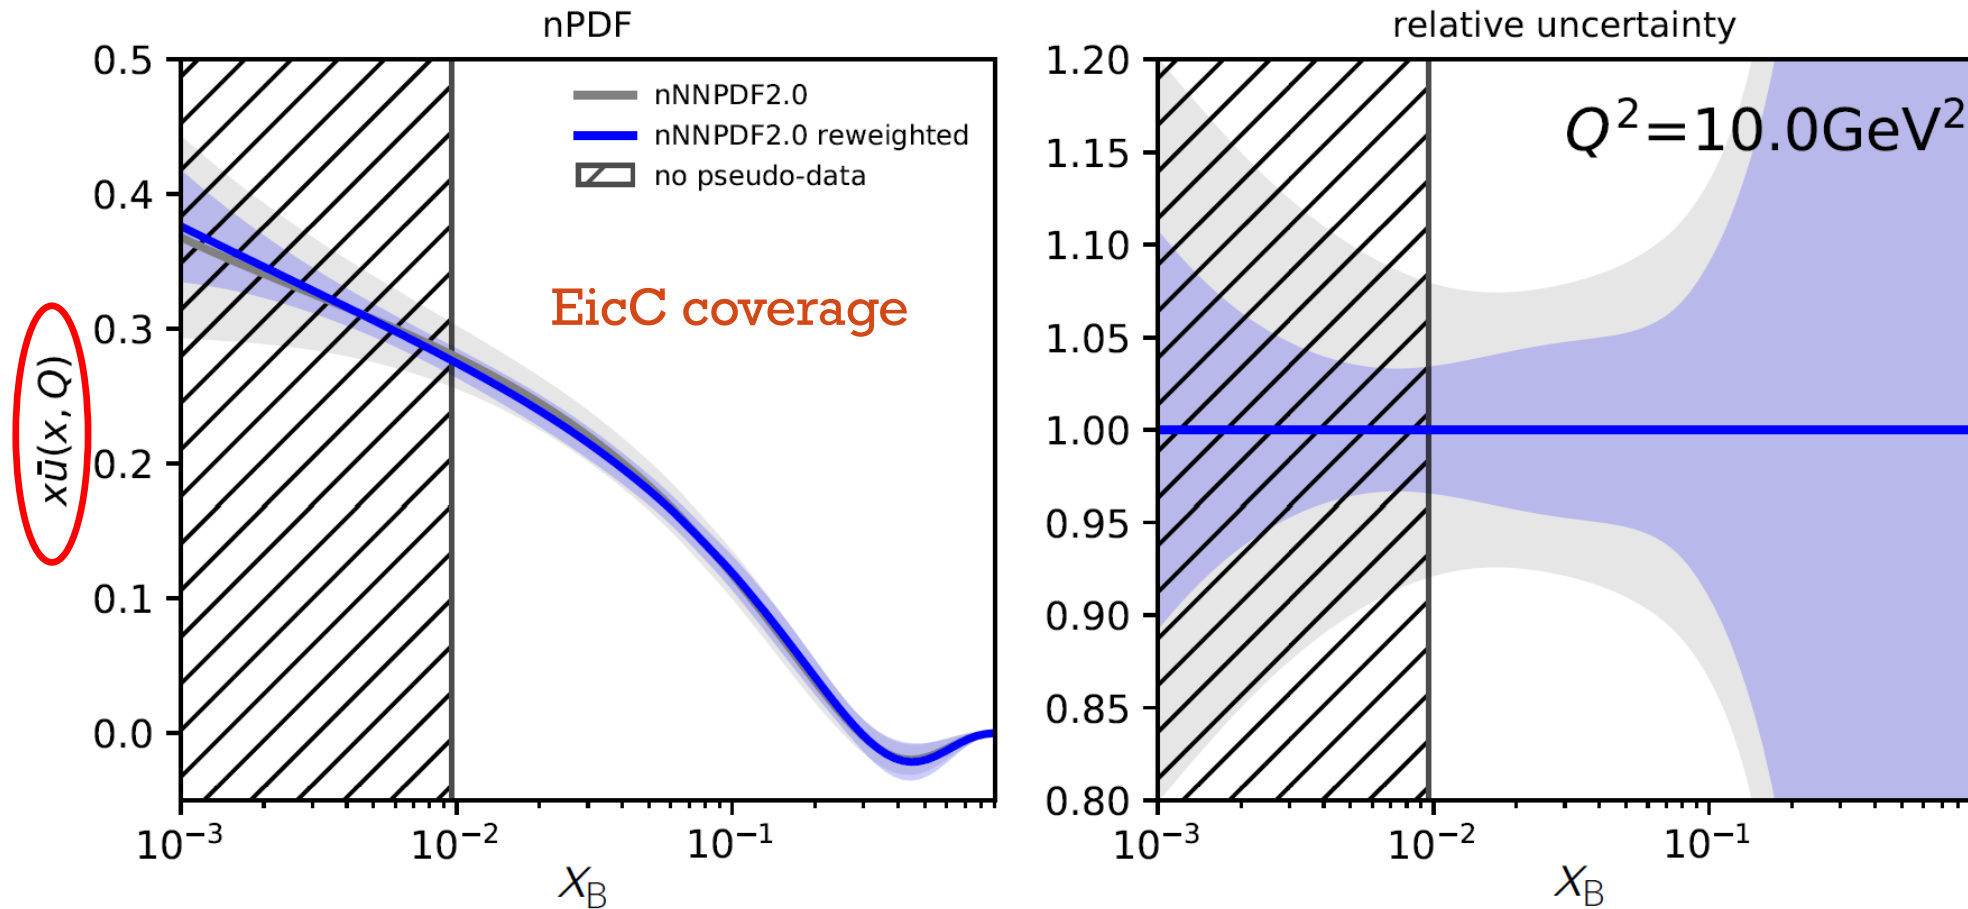 nPDF
0.5
0.4
0.3
0.2
0.1
0.0
xū(x, Q)
nNNPDF2.0
nNNPDF2.0 reweighted
no pseudo-data
EicC coverage
10⁻³ 10⁻² 10⁻¹
X_B
relative uncertainty
1.20
1.15
1.10
1.05
1.00
0.95
0.90
0.85
0.80
Q²=10.0GeV²
10⁻³ 10⁻² 10⁻¹
X_B